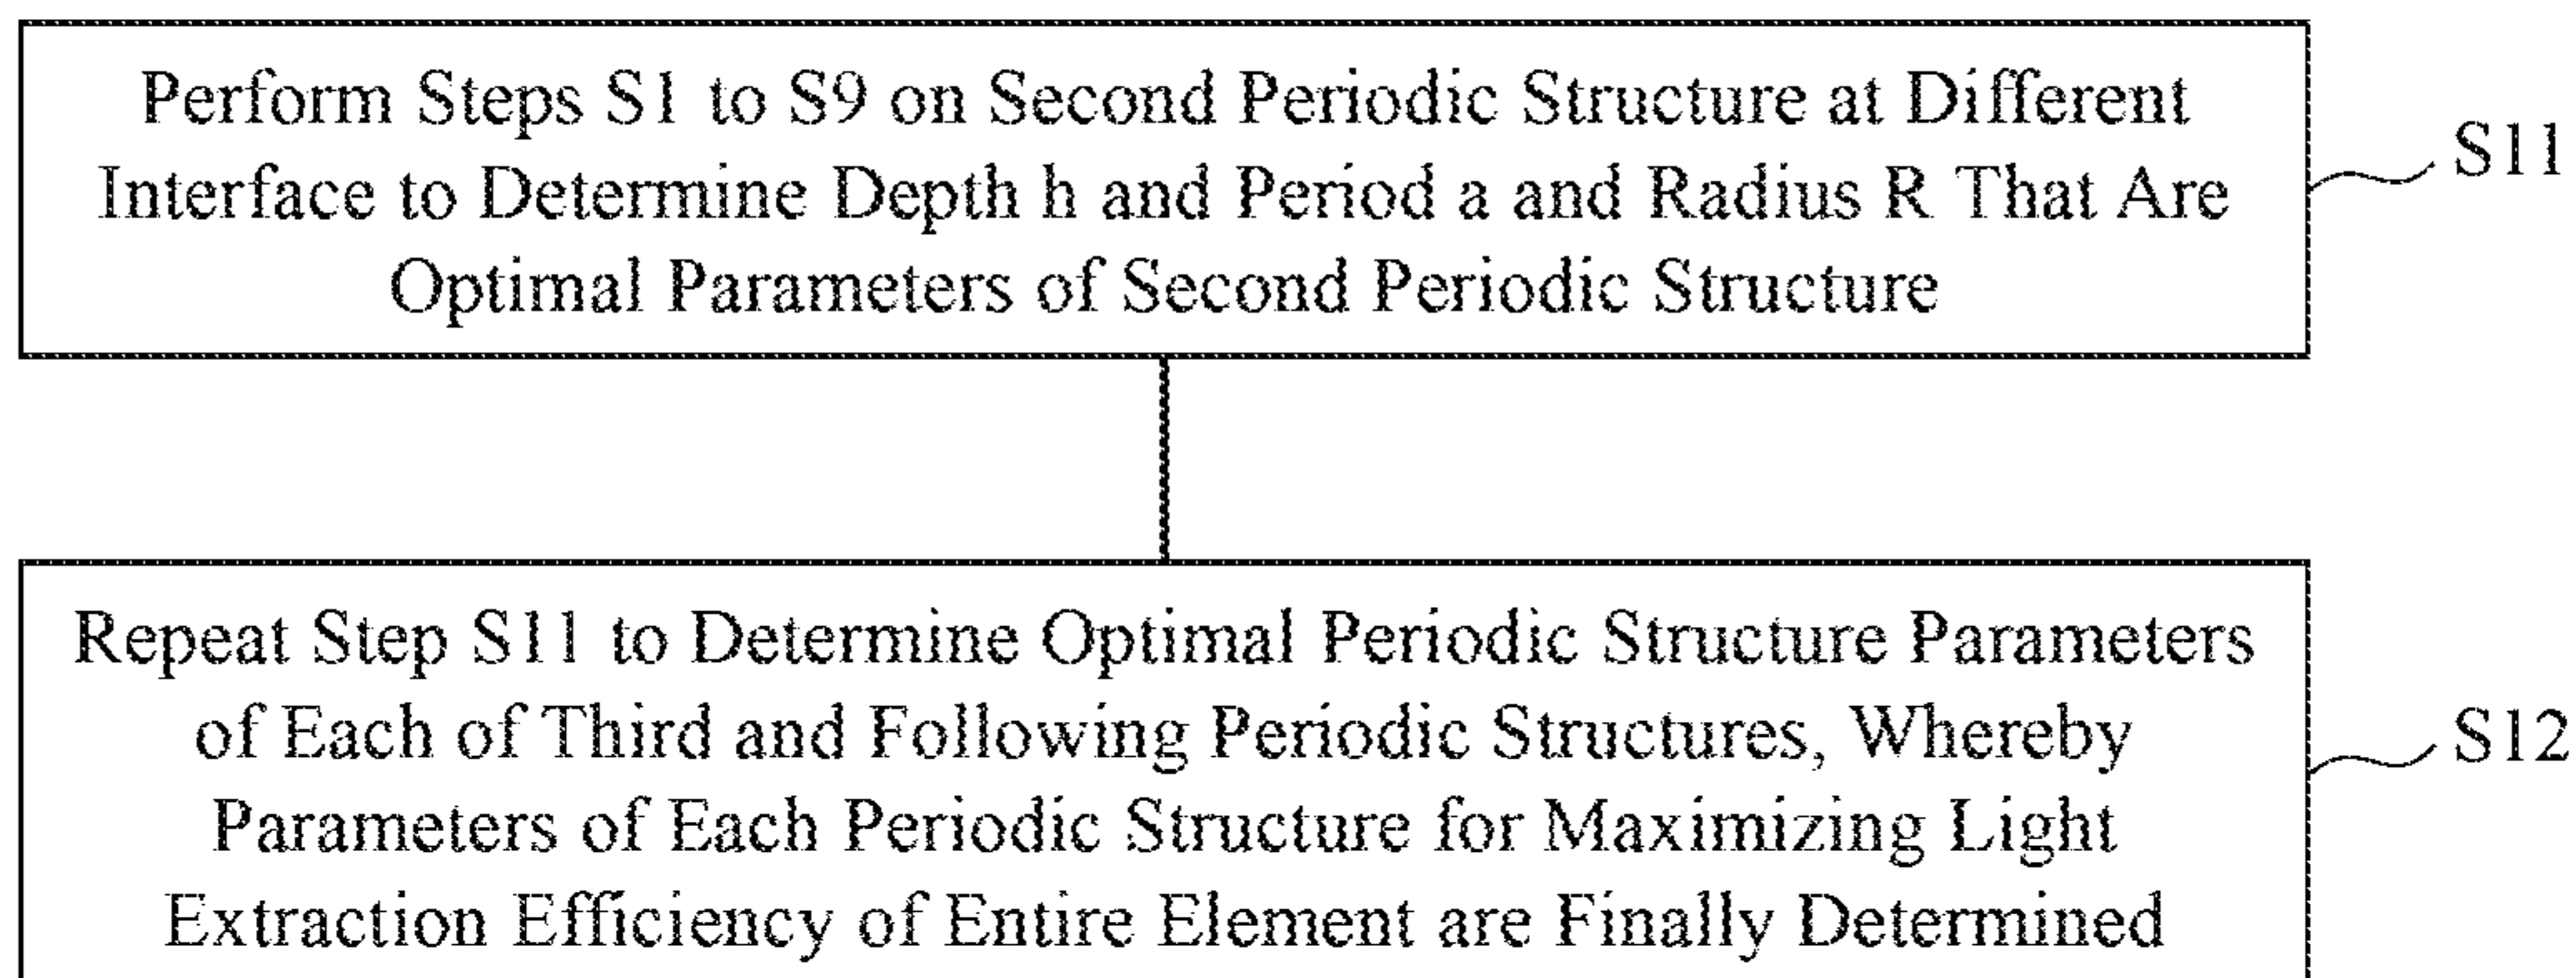 Perform Steps S1 to S9 on Second Periodic Structure at Different
Interface to Determine Depth h and Period a and Radius R That Are
Optimal Parameters of Second Periodic Structure
S11
Repeat Step S11 to Determine Optimal Periodic Structure Parameters
of Each of Third and Following Periodic Structures, Whereby
Parameters of Each Periodic Structure for Maximizing Light
Extraction Efficiency of Entire Element are Finally Determined
S12